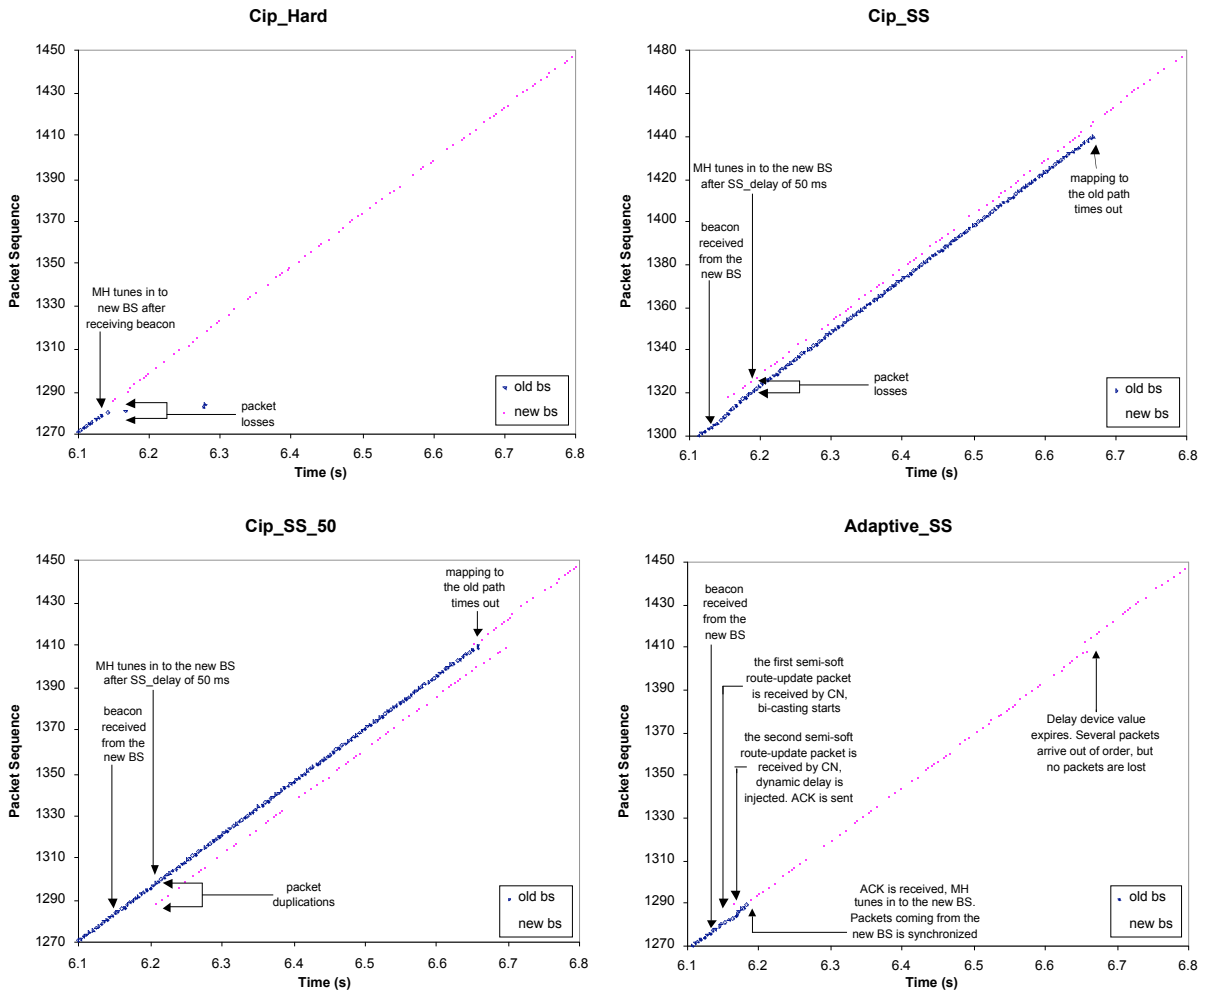 Cip_Hard
1450
1430
1410
1390
1370
1350
1330
1310
1290
1270
Packet Sequence
MH tunes in to
new BS after
receiving beacon
packet
losses
old bs
new bs
6.1 6.2 6.3 6.4 6.5 6.6 6.7 6.8
Time (s)
Cip_SS
1480
1460
1440
1420
1400
1380
1360
1340
1320
1300
Packet Sequence
MH tunes in to the new BS
after SS_delay of 50 ms
beacon
received
from the
new BS
mapping to
the old path
times out
packet
losses
old bs
new bs
6.1 6.2 6.3 6.4 6.5 6.6 6.7 6.8
Time (s)
Cip_SS_50
1450
1430
1410
1390
1370
1350
1330
1310
1290
1270
Packet Sequence
mapping to
the old path
times out
MH tunes in to the new BS
after SS_delay of 50 ms
beacon
received
from the
new BS
packet
duplications
old bs
new bs
6.1 6.2 6.3 6.4 6.5 6.6 6.7 6.8
Time (s)
Adaptive_SS
1450
1430
1410
1390
1370
1350
1330
1310
1290
1270
Packet Sequence
beacon
received
from the
new BS
the first semi-soft
route-update packet
is received by CN,
bi-casting starts
the second semi-soft
route-update packet is
received by CN,
dynamic delay is
injected. ACK is sent
Delay device value
expires. Several packets
arrive out of order, but
no packets are lost
ACK is received, MH
tunes in to the new BS.
Packets coming from the
new BS is synchronized
old bs
new bs
6.1 6.2 6.3 6.4 6.5 6.6 6.7 6.8
Time (s)